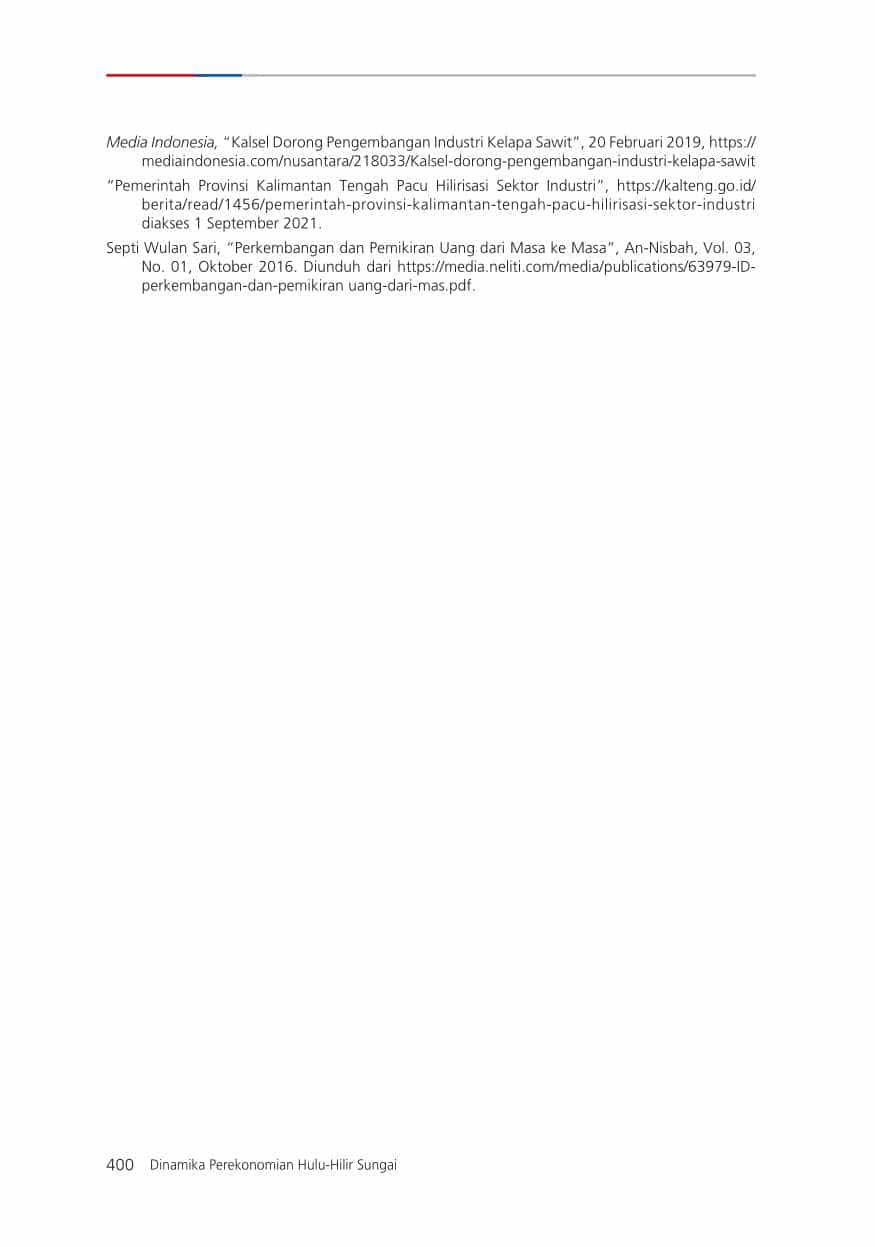 Media Indonesia, “Kalsel Dorong Pengembangan Industri Kelapa Sawit”, 20 Februari 2019, https://
mediaindonesia.com/nusantara/218033/Kalsel-dorong-pengembangan-industri-kelapa-sawit
“Pemerintah Provinsi Kalimantan Tengah Pacu Hilirisasi Sektor Industri”, https://kalteng.go.id/
berita/read/1456/pemerintah-provinsi-kalimantan-tengah-pacu-hilirisasi-sektor-industri
diakses 1 September 2021.
Septi Wulan Sari, “Perkembangan dan Pemikiran Uang dari Masa ke Masa”, An-Nisbah, Vol. 03,
No. 01, Oktober 2016. Diunduh dari https://media.neliti.com/media/publications/63979-ID-
perkembangan-dan-pemikiran uang-dari-mas.pdf.
400 Dinamika Perekonomian Hulu-Hilir Sungai